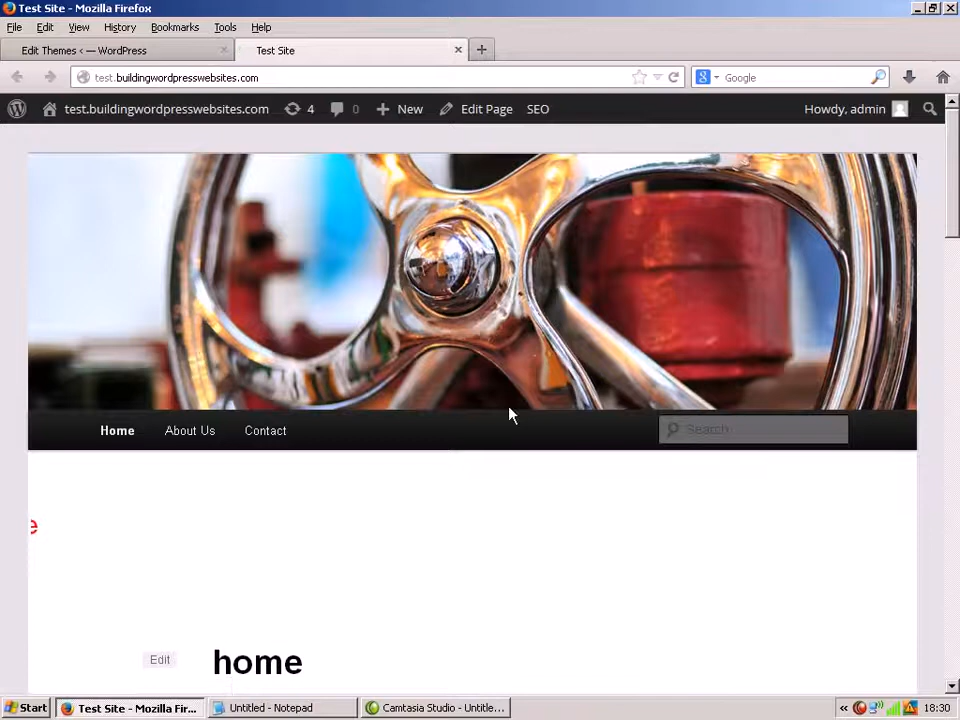 Test Site - Mozilla Firefox
File Edit View History Bookmarks Tools Help
Edit Themes ‹ — WordPress
Test Site
test.buildingwordpresswebsites.com
Google
test.buildingwordpresswebsites.com 4 0 New Edit Page SEO Howdy, admin
Home About Us Contact Search
e
Edit home
Start Test Site - Mozilla Fir... Untitled - Notepad Camtasia Studio - Untitle... « 18:30